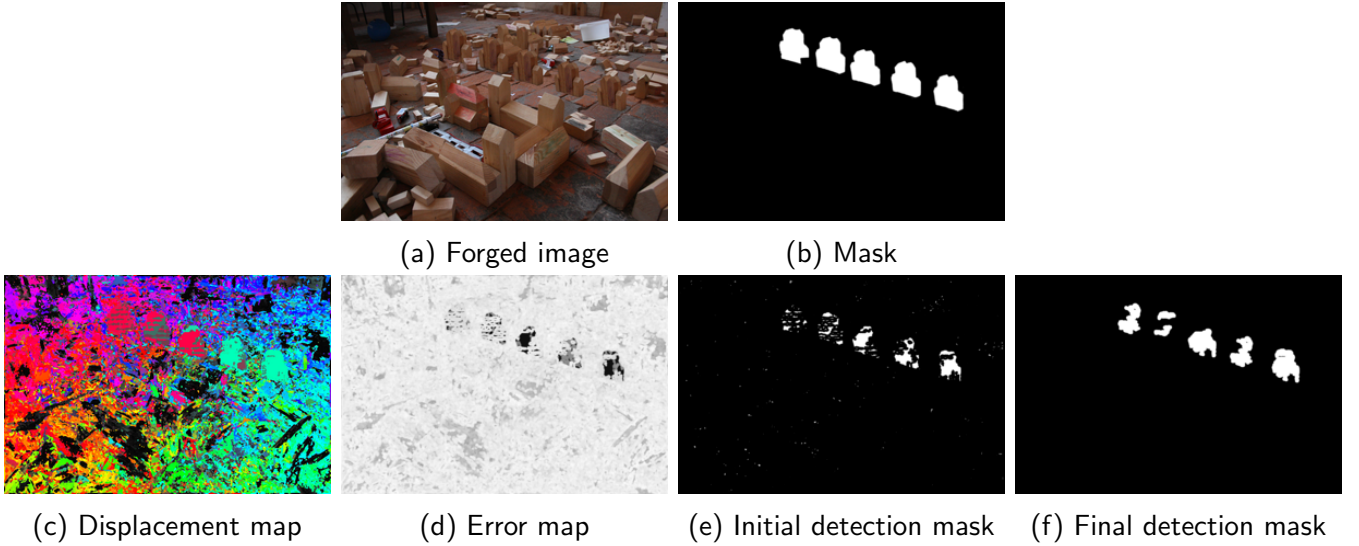 (a) Forged image
(b) Mask
(c) Displacement map
(d) Error map
(e) Initial detection mask
(f) Final detection mask